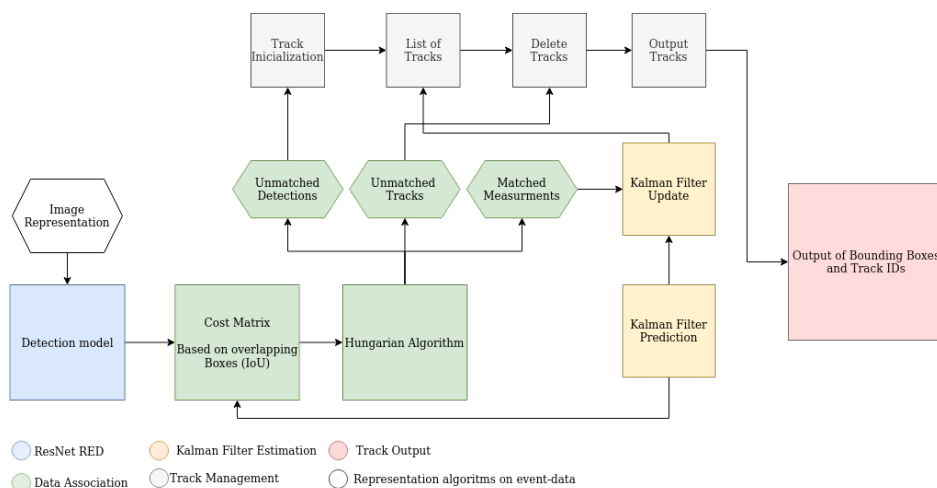 Track
Inicialization
List of
Tracks
Delete
Tracks
Output
Tracks
Unmatched
Detections
Unmatched
Tracks
Matched
Measurments
Kalman Filter
Update
Image
Representation
Output of Bounding Boxes
and Track IDs
Detection model
Cost Matrix
Based on overlapping
Boxes (IoU)
Hungarian Algorithm
Kalman Filter
Prediction
ResNet RED
Kalman Filter Estimation
Track Output
Data Association
Track Management
Representation algoritms on event-data